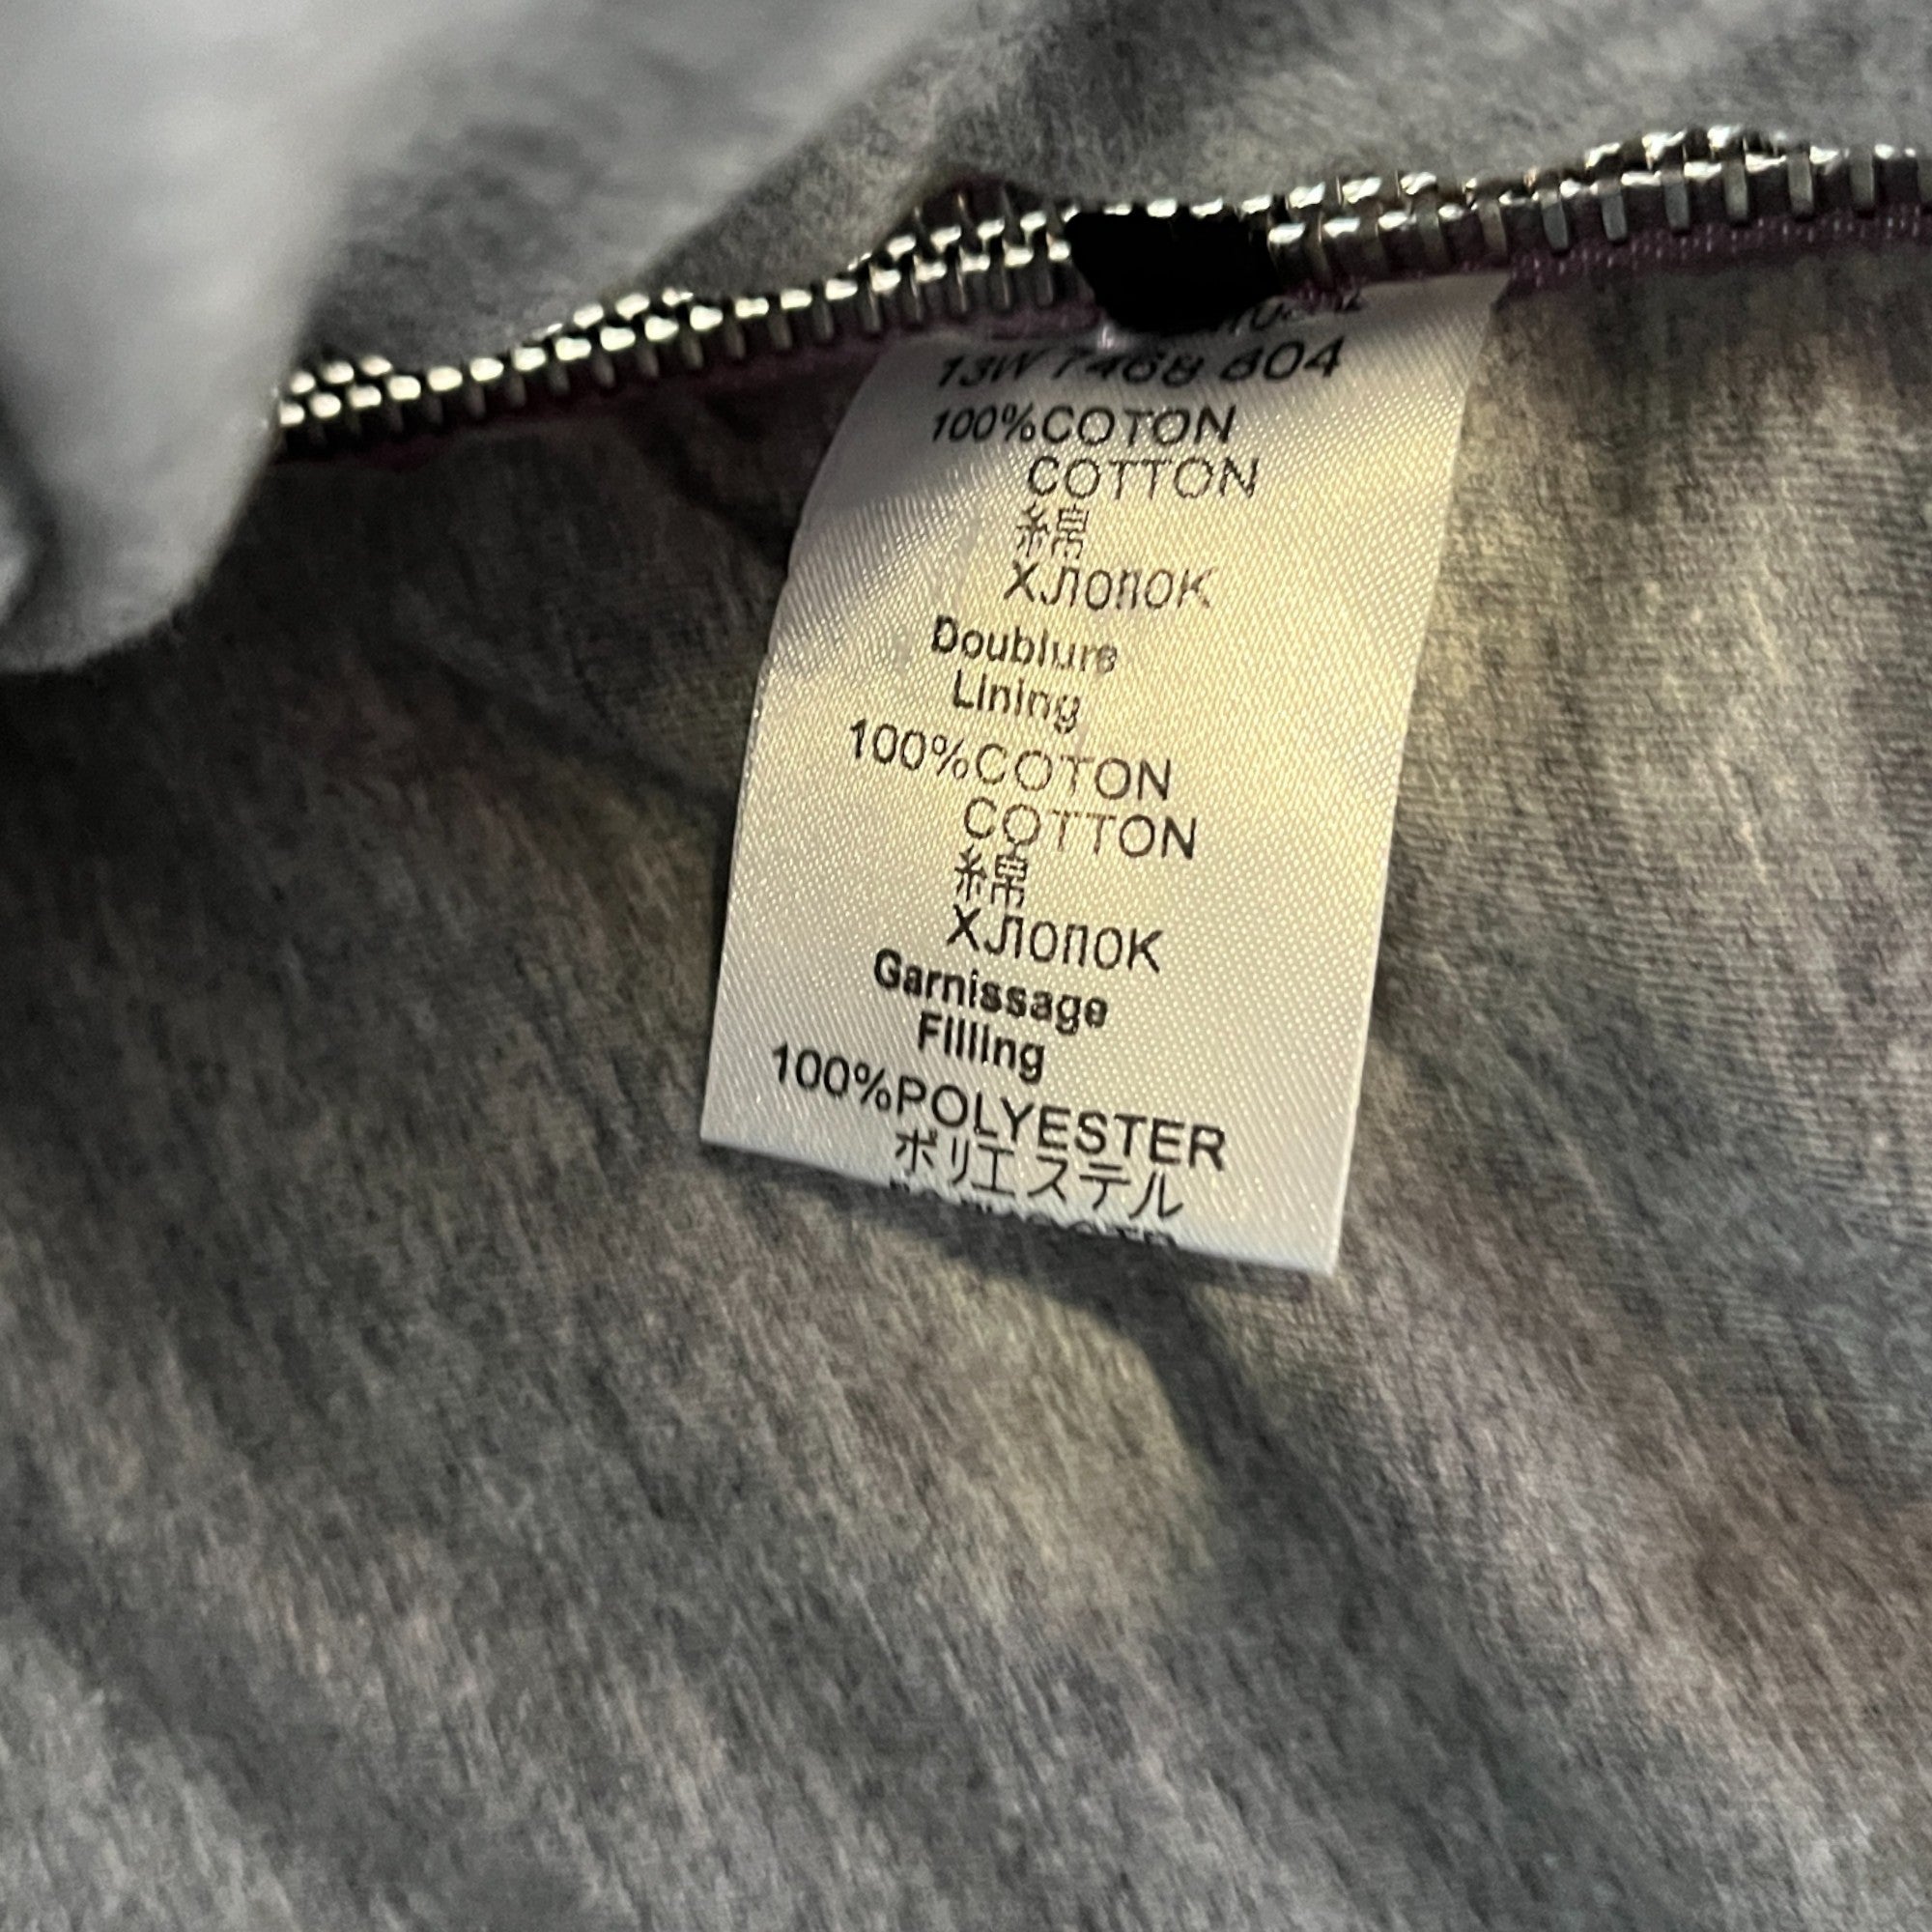 13W 7468 804
100%COTON
COTTON
綿
ХЛОПОК
Doublure
Lining
100%COTON
COTTON
綿
ХЛОПОК
Garnissage
Filling
100%POLYESTER
ポリエステル